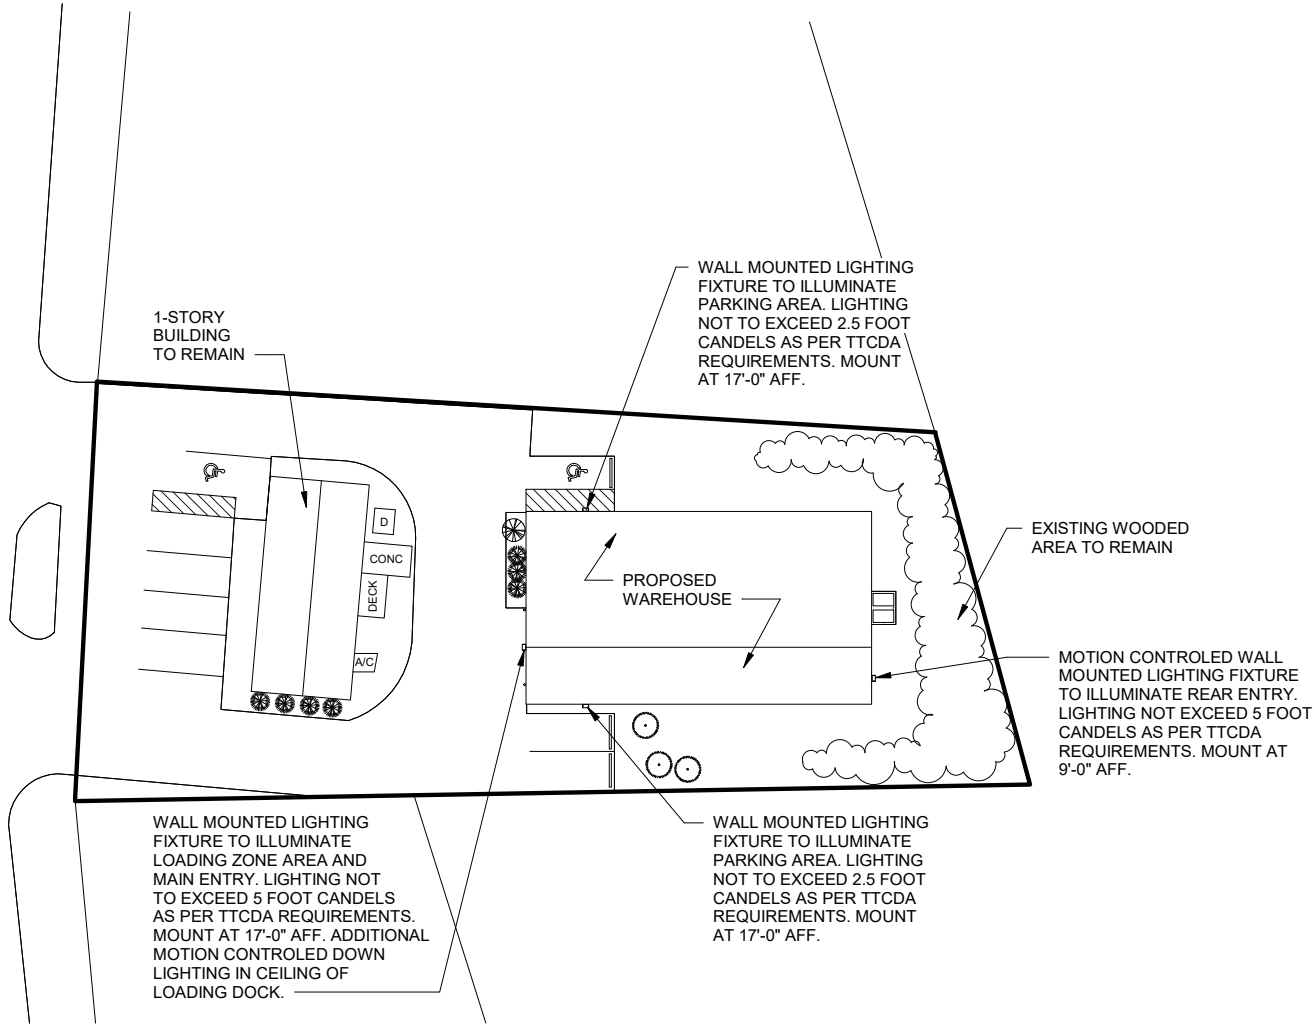 WALL MOUNTED LIGHTING
FIXTURE TO ILLUMINATE
PARKING AREA. LIGHTING
NOT TO EXCEED 2.5 FOOT
CANDELS AS PER TTCDA
REQUIREMENTS. MOUNT
AT 17'-0" AFF.
1-STORY
BUILDING
TO REMAIN
D
CONC
DECK
A/C
PROPOSED
WAREHOUSE
EXISTING WOODED
AREA TO REMAIN
MOTION CONTROLED WALL
MOUNTED LIGHTING FIXTURE
TO ILLUMINATE REAR ENTRY.
LIGHTING NOT EXCEED 5 FOOT
CANDELS AS PER TTCDA
REQUIREMENTS. MOUNT AT
9'-0" AFF.
WALL MOUNTED LIGHTING
FIXTURE TO ILLUMINATE
LOADING ZONE AREA AND
MAIN ENTRY. LIGHTING NOT
TO EXCEED 5 FOOT CANDELS
AS PER TTCDA REQUIREMENTS.
MOUNT AT 17'-0" AFF. ADDITIONAL
MOTION CONTROLED DOWN
LIGHTING IN CEILING OF
LOADING DOCK.
WALL MOUNTED LIGHTING
FIXTURE TO ILLUMINATE
PARKING AREA. LIGHTING
NOT TO EXCEED 2.5 FOOT
CANDELS AS PER TTCDA
REQUIREMENTS. MOUNT
AT 17'-0" AFF.